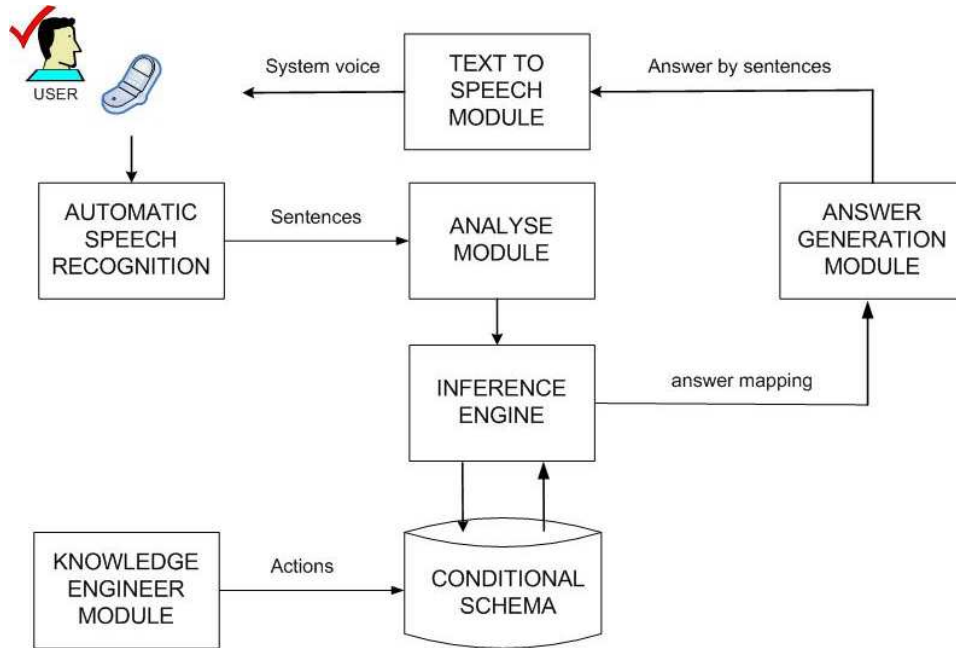 USER
System voice
TEXT TO
SPEECH
MODULE
Answer by sentences
AUTOMATIC
SPEECH
RECOGNITION
Sentences
ANALYSE
MODULE
ANSWER
GENERATION
MODULE
INFERENCE
ENGINE
answer mapping
KNOWLEDGE
ENGINEER
MODULE
Actions
CONDITIONAL
SCHEMA